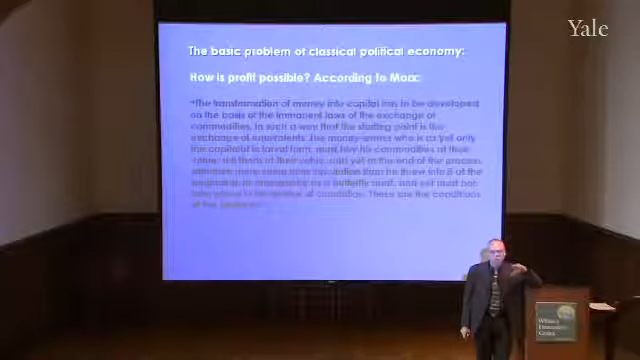 Yale
The basic problem of classical political economy:
How is profit possible? According to Marx:
"The transformation of money into capital has to be developed
on the basis of the immanent laws of the exchange of
commodities, in such a way that the starting point is the
exchange of equivalents. The money-owner who is as yet only
the capitalist in larval form, must buy his commodities at their
value, sell them at their value, and yet at the end of the process,
more from circulation than he threw into it at the
beginning. His emergence as a butterfly must, and yet must not,
take place in the sphere of circulation. These are the conditions
of the